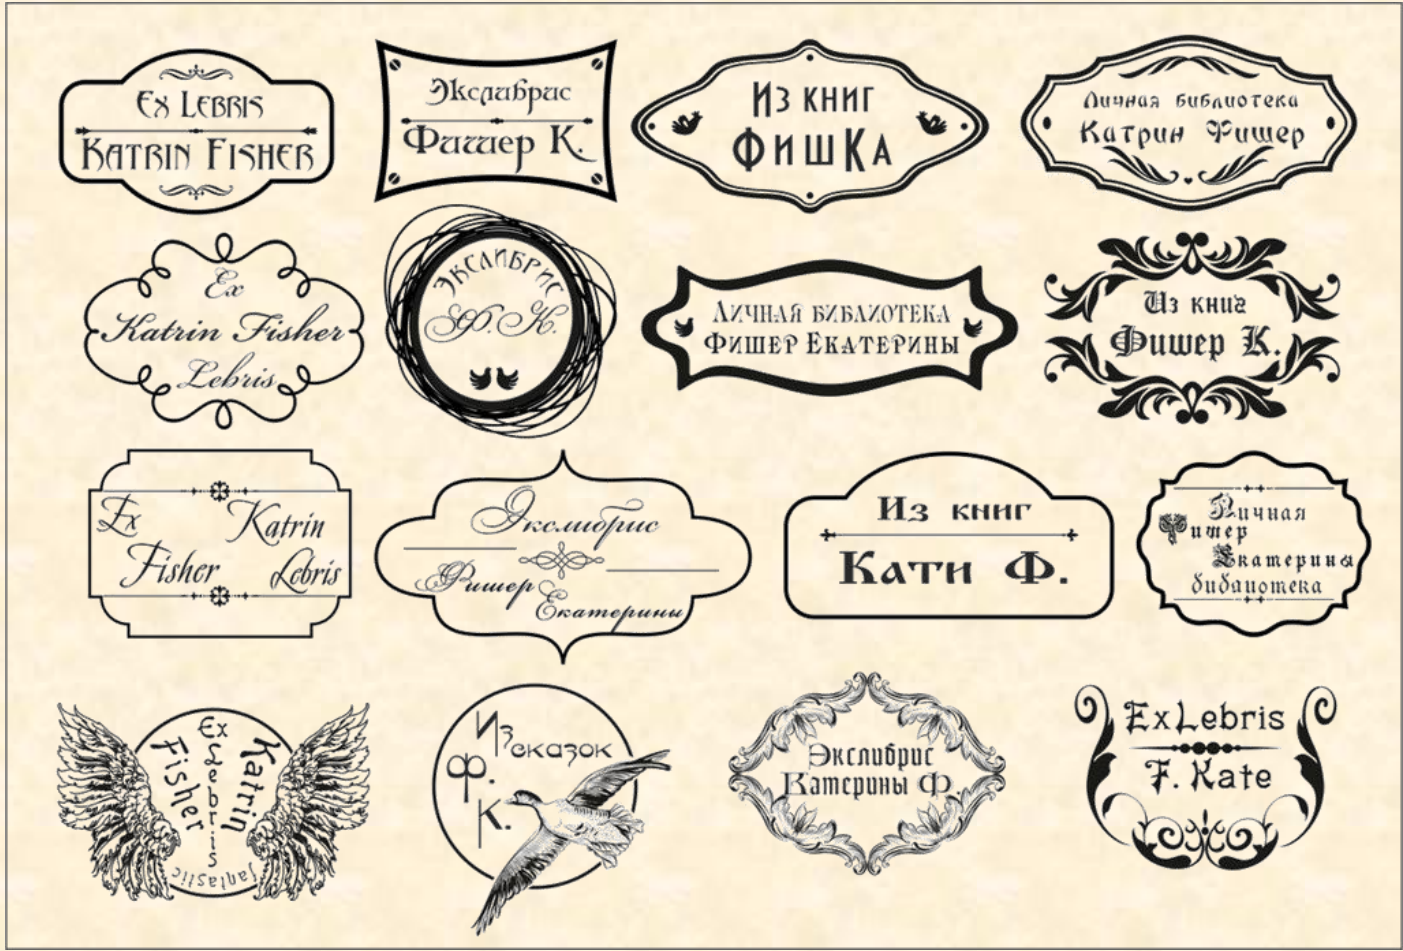 Ex Lebris
Katrin Fisher
Экслибрис
Фишер К.
Из книг
ФишКа
Личная библиотека
Катрин Фишер
Ex
Katrin Fisher
Lebris
Экслибрис
Ф.К.
Личная библиотека
Фишер Екатерины
Из книг
Фишер К.
Ex Katrin
Fisher Lebris
Экслибрис
Фишер
Екатерины
Из книг
Кати Ф.
Личная
Фишер
Екатерины
библиотека
Ex
Lebris
Fisher
Katrin
fantastic
Из сказок
Ф.
К.
Экслибрис
Катерины Ф.
Ex Lebris
F. Kate